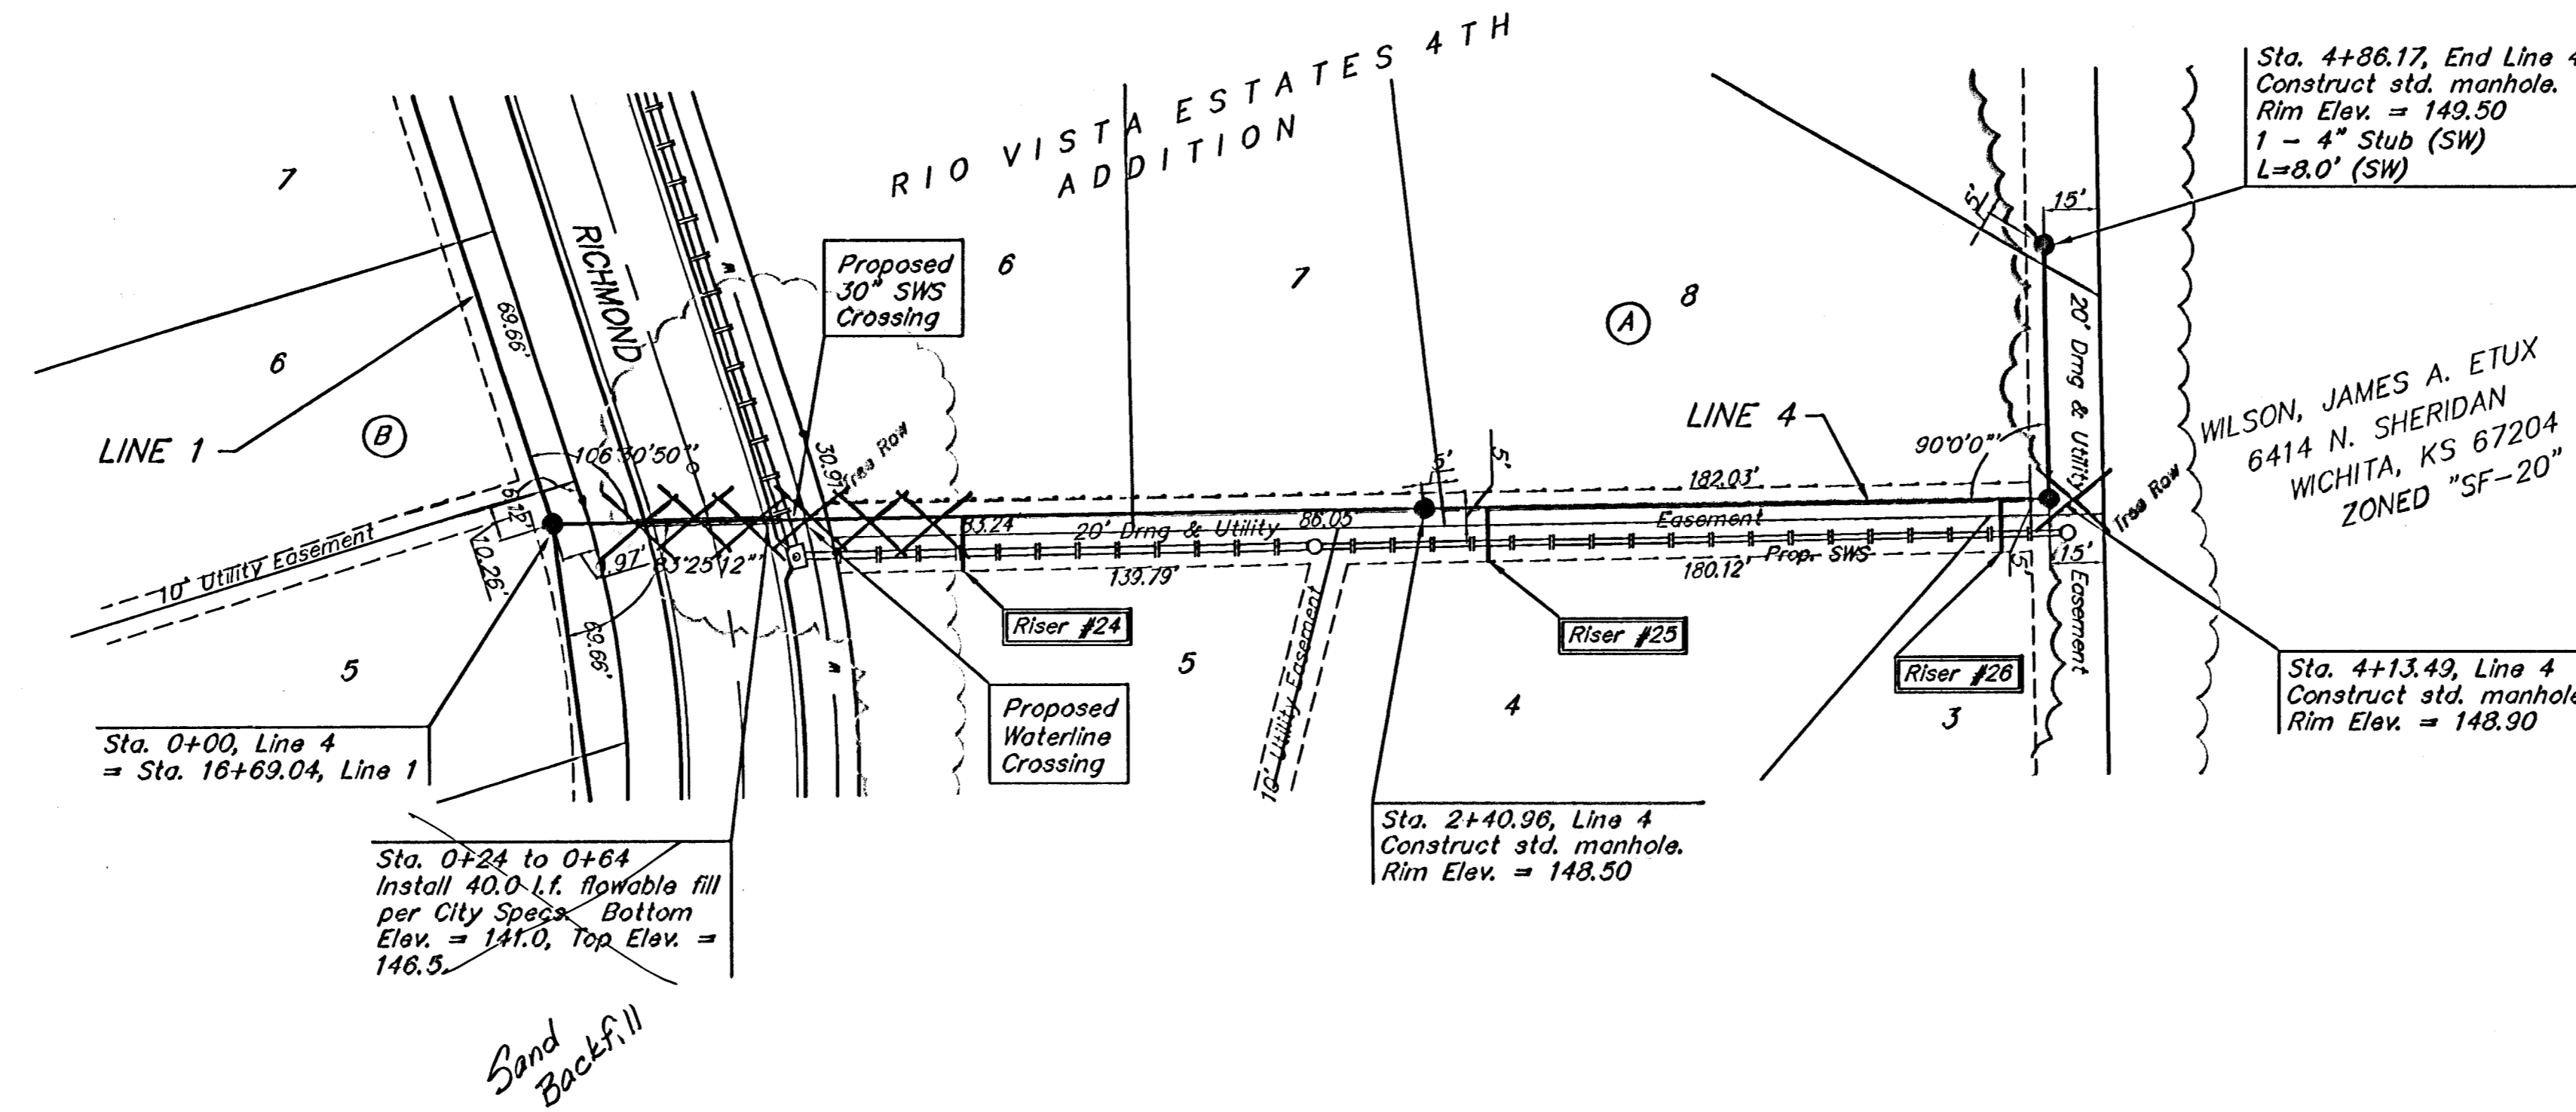 RIO VISTA ESTATES 4TH
ADDITION
Sta. 4+86.17, End Line 4
Construct std. manhole.
Rim Elev. = 149.50
1 - 4" Stub (SW)
L=8.0' (SW)
7
RICHMOND
69.66'
Proposed
30" SWS
Crossing
6
7
8
A
5'
15'
20' Drng & Utility
Easement
6
B
LINE 1
106°30'50"
30.97'
Tree Row
LINE 4
90°0'0"
182.03'
5'
5'
WILSON, JAMES A. ETUX
6414 N. SHERIDAN
WICHITA, KS 67204
ZONED "SF-20"
Tree Row
10' Utility Easement
10.26'
83°25'12"
83.24'
20' Drng & Utility
86.05'
Easement
139.79'
180.12'
Prop. SWS
5'
15'
69.66'
Riser #24
Riser #25
Riser #26
5
5
4
3
10' Utility Easement
Proposed
Waterline
Crossing
Sta. 0+00, Line 4
= Sta. 16+69.04, Line 1
Sta. 4+13.49, Line 4
Construct std. manhole
Rim Elev. = 148.90
Sta. 2+40.96, Line 4
Construct std. manhole.
Rim Elev. = 148.50
Sta. 0+24 to 0+64
Install 40.0 l.f. flowable fill
per City Specs. Bottom
Elev. = 141.0, Top Elev. =
146.5.
Sand
Backfill